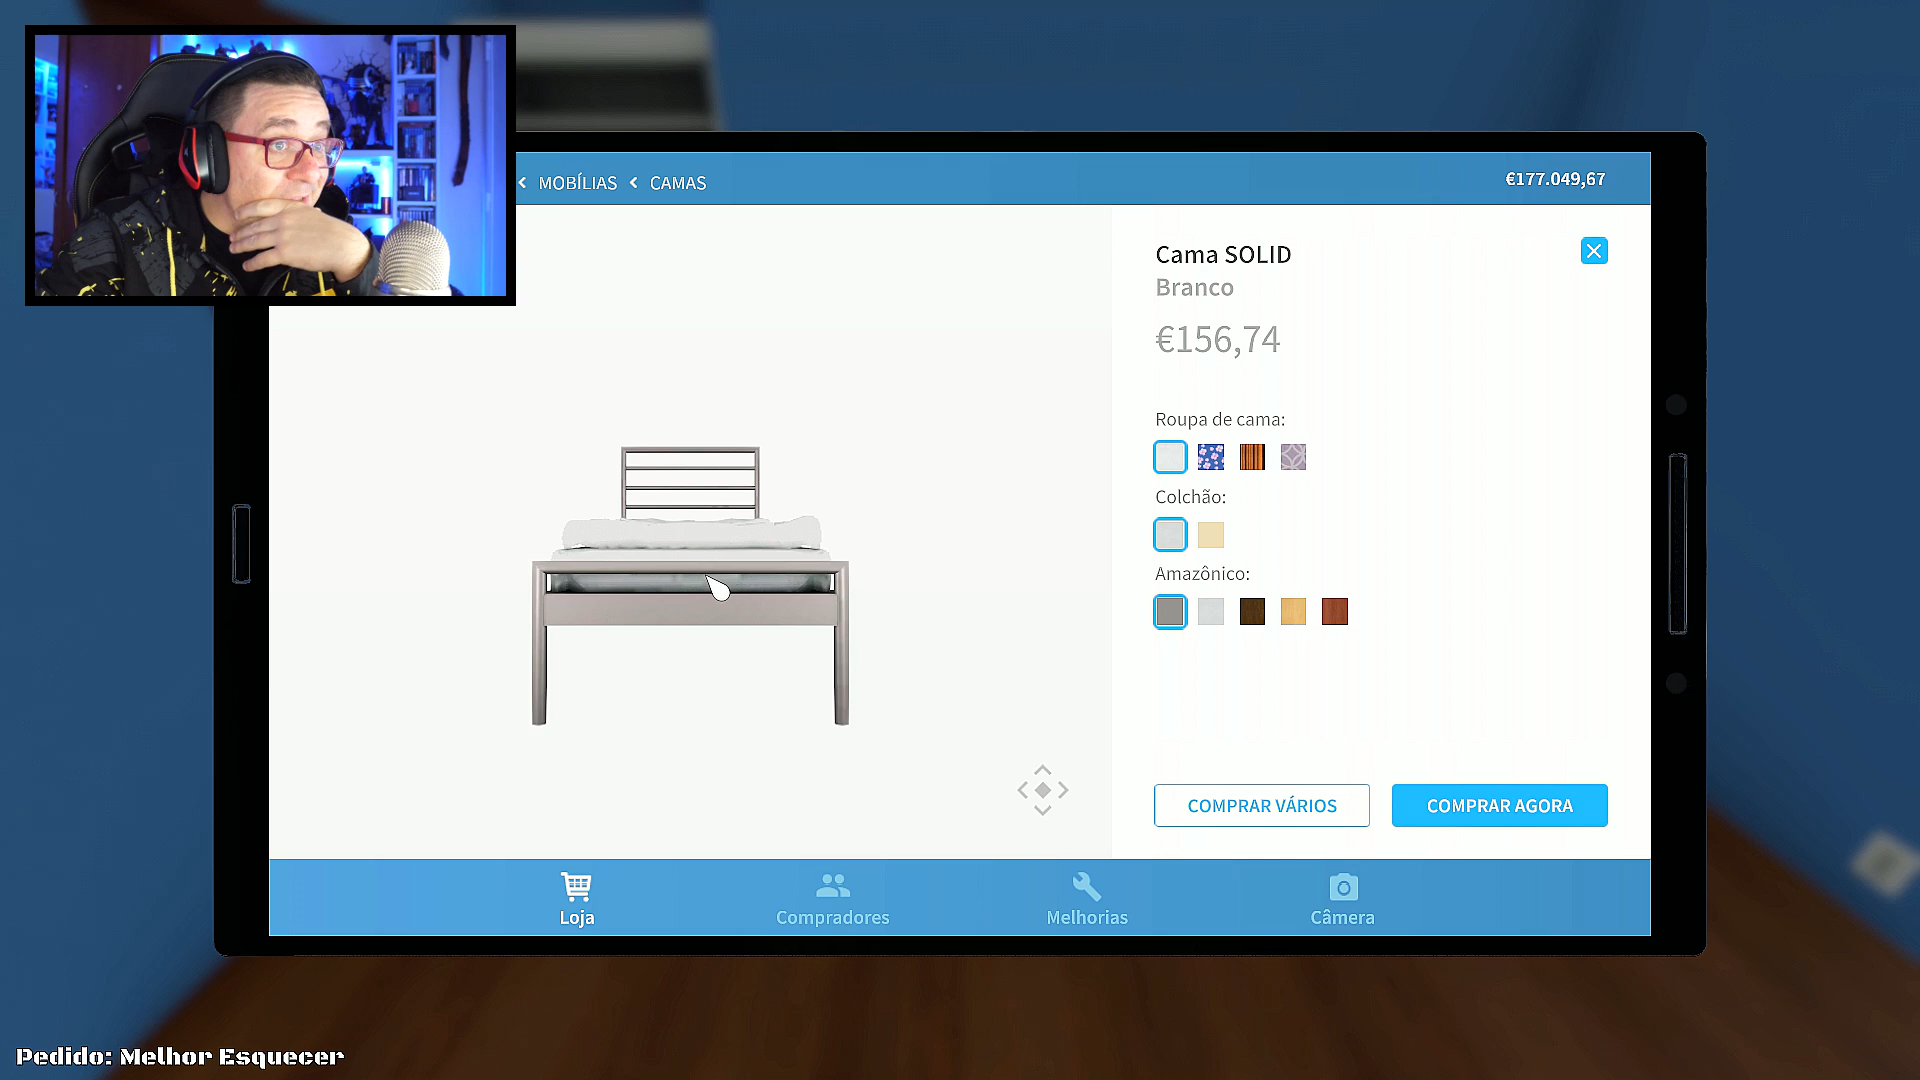 MOBÍLIAS CAMAS
€177.049,67
Cama SOLID
Branco
€156,74
Roupa de cama:
Colchão:
Amazônico:
COMPRAR VÁRIOS
COMPRAR AGORA
Loja
Compradores
Melhorias
Câmera
Pedido: Melhor Esquecer